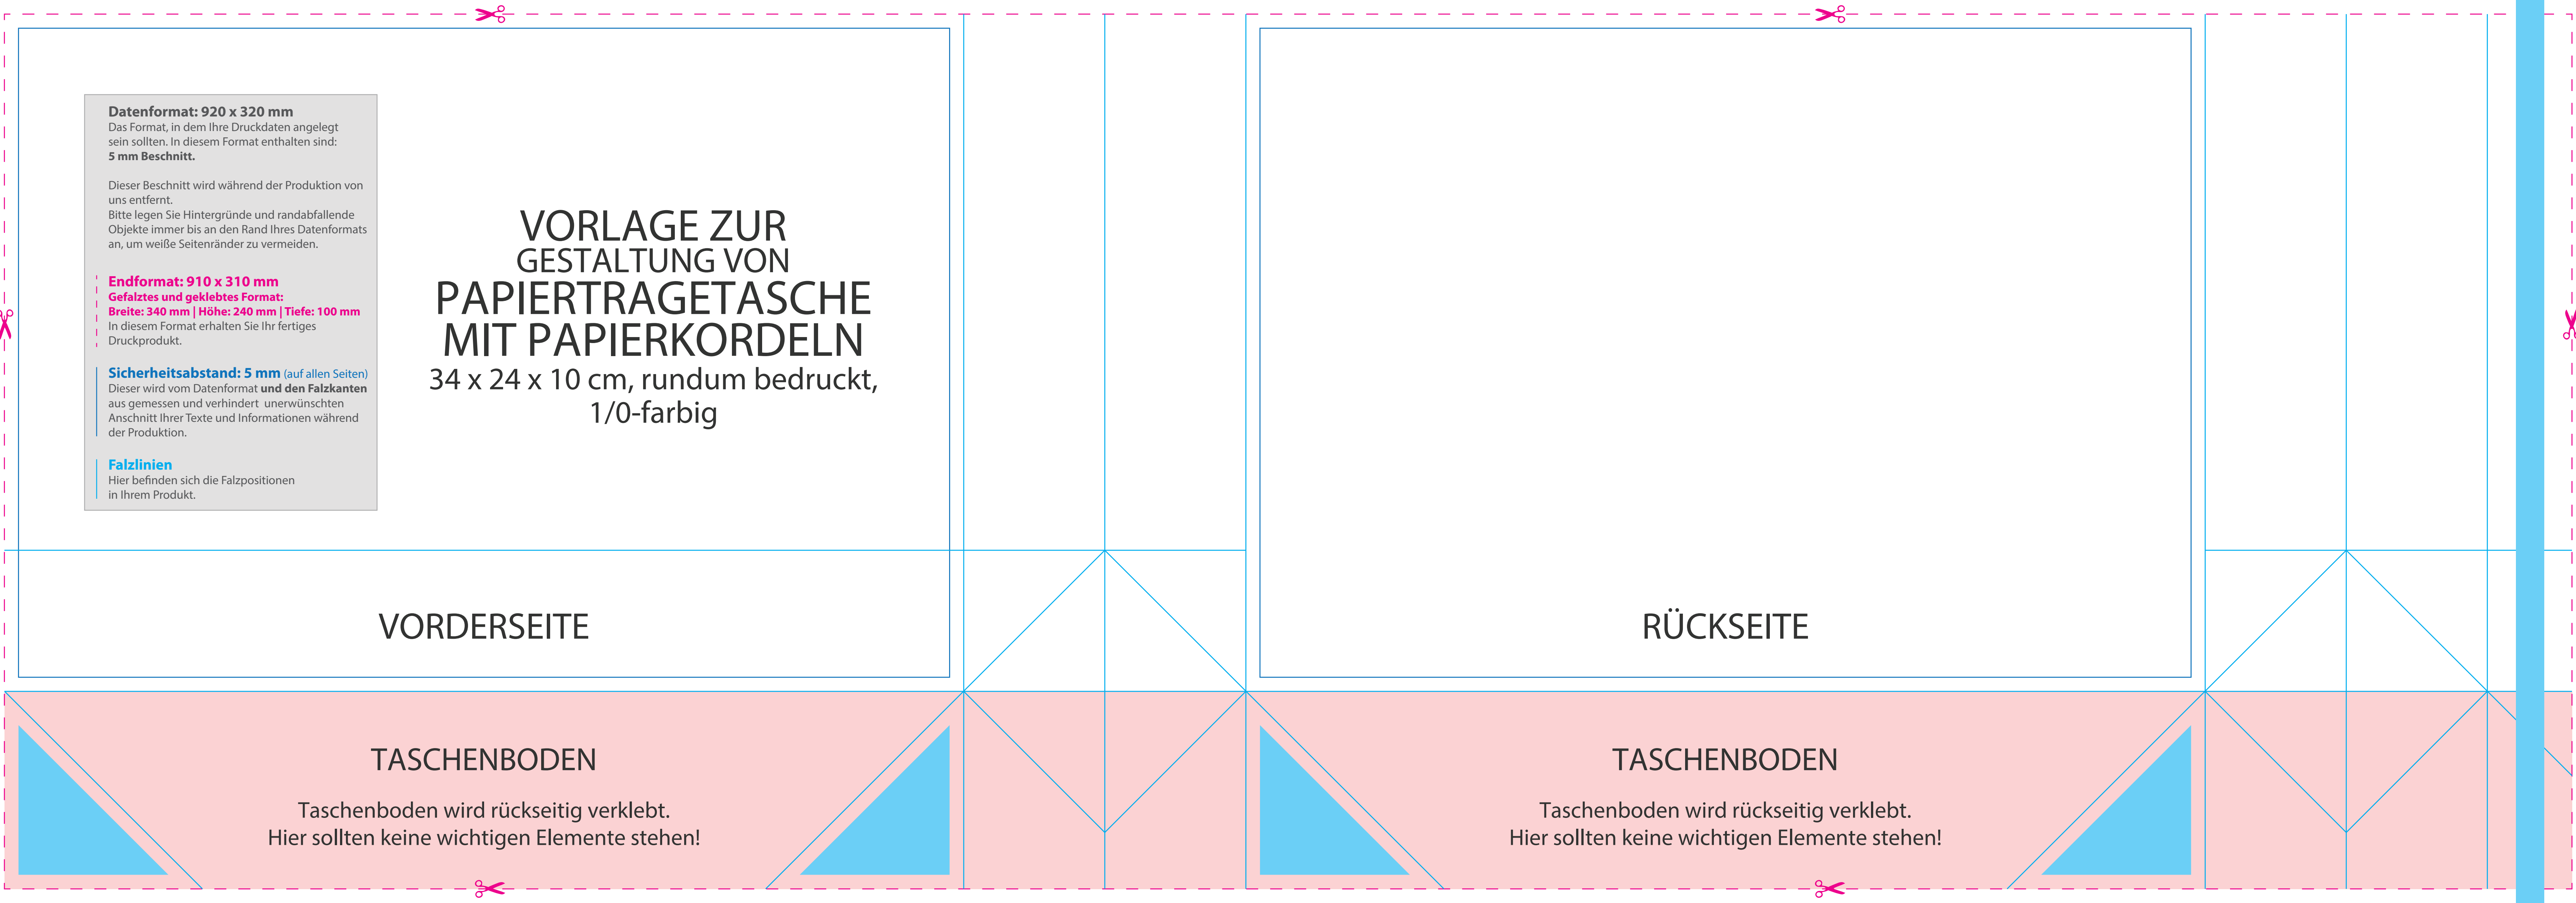 Datenformat: 920 x 320 mm
Das Format, in dem Ihre Druckdaten angelegt
sein sollten. In diesem Format enthalten sind:
5 mm Beschnitt.
Dieser Beschnitt wird während der Produktion von
uns entfernt.
Bitte legen Sie Hintergründe und randabfallende
Objekte immer bis an den Rand Ihres Datenformats
an, um weiße Seitenränder zu vermeiden.
Endformat: 910 x 310 mm
Gefalztes und geklebtes Format:
Breite: 340 mm | Höhe: 240 mm | Tiefe: 100 mm
In diesem Format erhalten Sie Ihr fertiges
Druckprodukt.
Sicherheitsabstand: 5 mm (auf allen Seiten)
Dieser wird vom Datenformat und den Falzkanten
aus gemessen und verhindert unerwünschten
Anschnitt Ihrer Texte und Informationen während
der Produktion.
Falzlinien
Hier befinden sich die Falzpositionen
in Ihrem Produkt.
VORLAGE ZUR
GESTALTUNG VON
PAPIERTRAGETASCHE
MIT PAPIERKORDELN
34 x 24 x 10 cm, rundum bedruckt,
1/0-farbig
VORDERSEITE
RÜCKSEITE
TASCHENBODEN
Taschenboden wird rückseitig verklebt.
Hier sollten keine wichtigen Elemente stehen!
TASCHENBODEN
Taschenboden wird rückseitig verklebt.
Hier sollten keine wichtigen Elemente stehen!